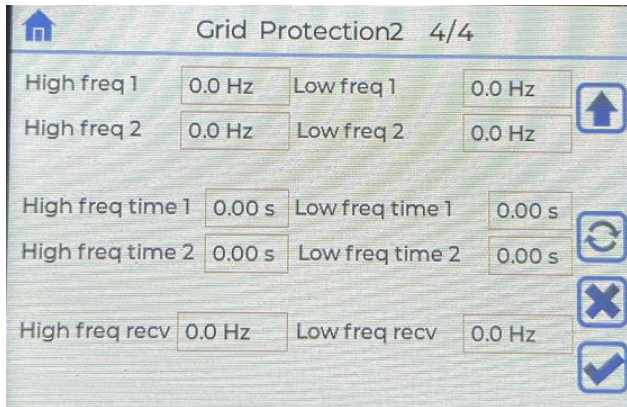 Grid Protection2 4/4
High freq 1 0.0 Hz Low freq 1 0.0 Hz
High freq 2 0.0 Hz Low freq 2 0.0 Hz
High freq time 1 0.00 s Low freq time 1 0.00 s
High freq time 2 0.00 s Low freq time 2 0.00 s
High freq recv 0.0 Hz Low freq recv 0.0 Hz